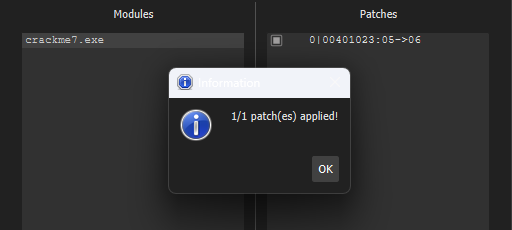 Modules
Patches
crackme7.exe
0|00401023:05->06
Information
1/1 patch(es) applied!
OK